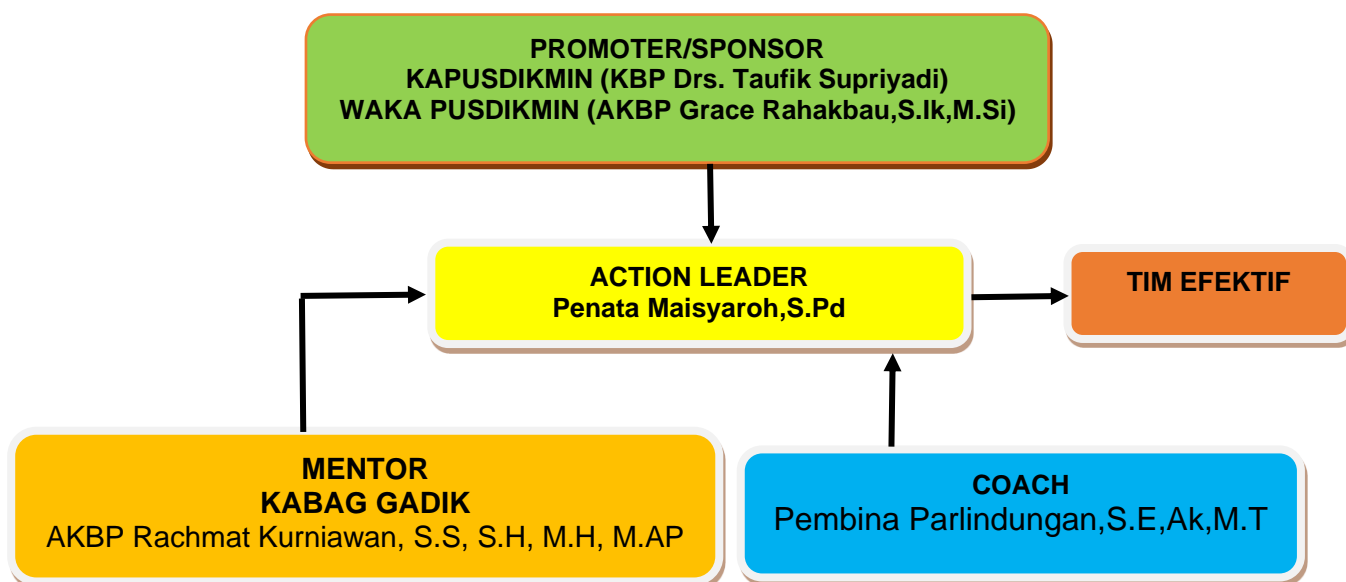 PROMOTER/SPONSOR
KAPUSDIKMIN (KBP Drs. Taufik Supriyadi)
WAKA PUSDIKMIN (AKBP Grace Rahakbau,S.Ik,M.Si)
ACTION LEADER
Penata Maisyaroh,S.Pd
TIM EFEKTIF
MENTOR
KABAG GADIK
AKBP Rachmat Kurniawan, S.S, S.H, M.H, M.AP
COACH
Pembina Parlindungan,S.E,Ak,M.T